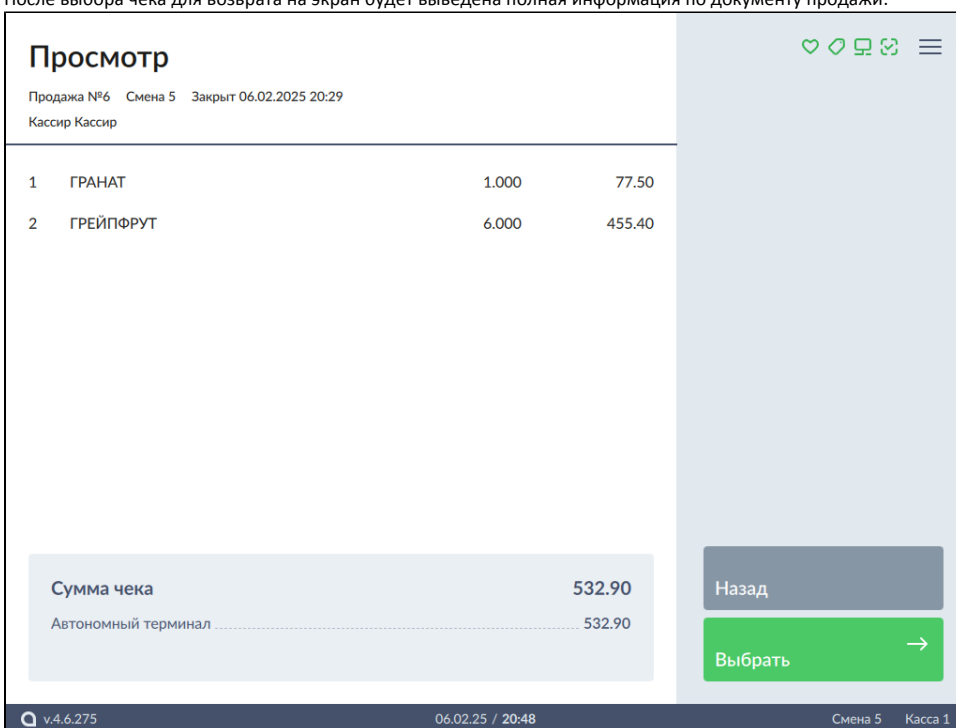 После выбора чека для возврата на экран будет выведена полная информация по документу продажи.
Просмотр
Продажа №6 Смена 5 Закрыт 06.02.2025 20:29
Кассир Кассир
1 ГРАНАТ 1.000 77.50
2 ГРЕЙПФРУТ 6.000 455.40
Сумма чека 532.90
Автономный терминал 532.90
Назад
Выбрать
v.4.6.275 06.02.25 / 20:48 Смена 5 Касса 1